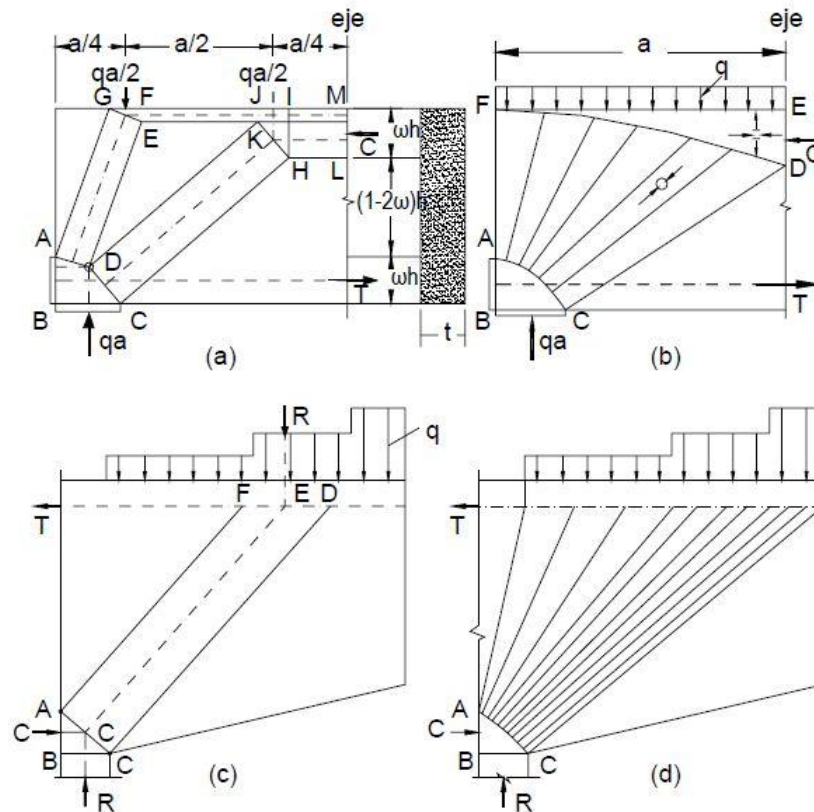 eje
a/4 a/2 a/4
qa/2 qa/2
G F J I M
E K C ωh
H L
(1-2ω)h
A
D
T ωh
B C
qa
t
(a)
eje
a
q
F E
C
D
A
T
B C
qa
(b)
R
q
F E D
T
A
C C
B C
R
(c)
q
T
A
C
B C
R
(d)